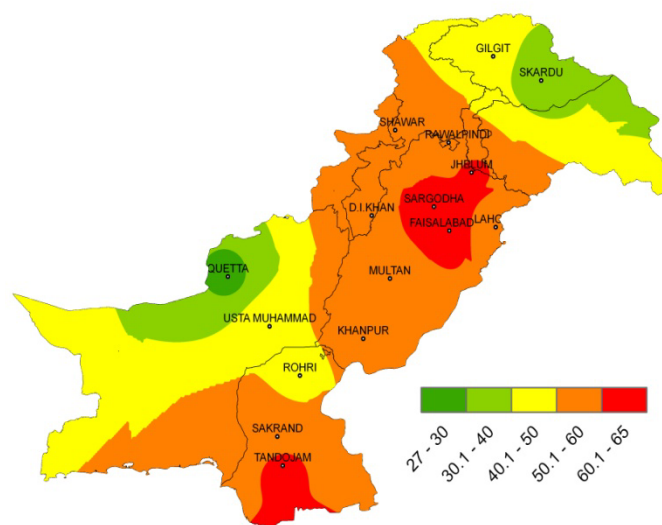 GILGIT
SKARDU
SHAWAR
RAWALPINDI
JHELUM
SARGODHA
D.I.KHAN
LAHO
FAISALABAD
QUETTA
MULTAN
USTA MUHAMMAD
KHANPUR
ROHRI
SAKRAND
TANDOJAM
27 - 30
30.1 - 40
40.1 - 50
50.1 - 60
60.1 - 65